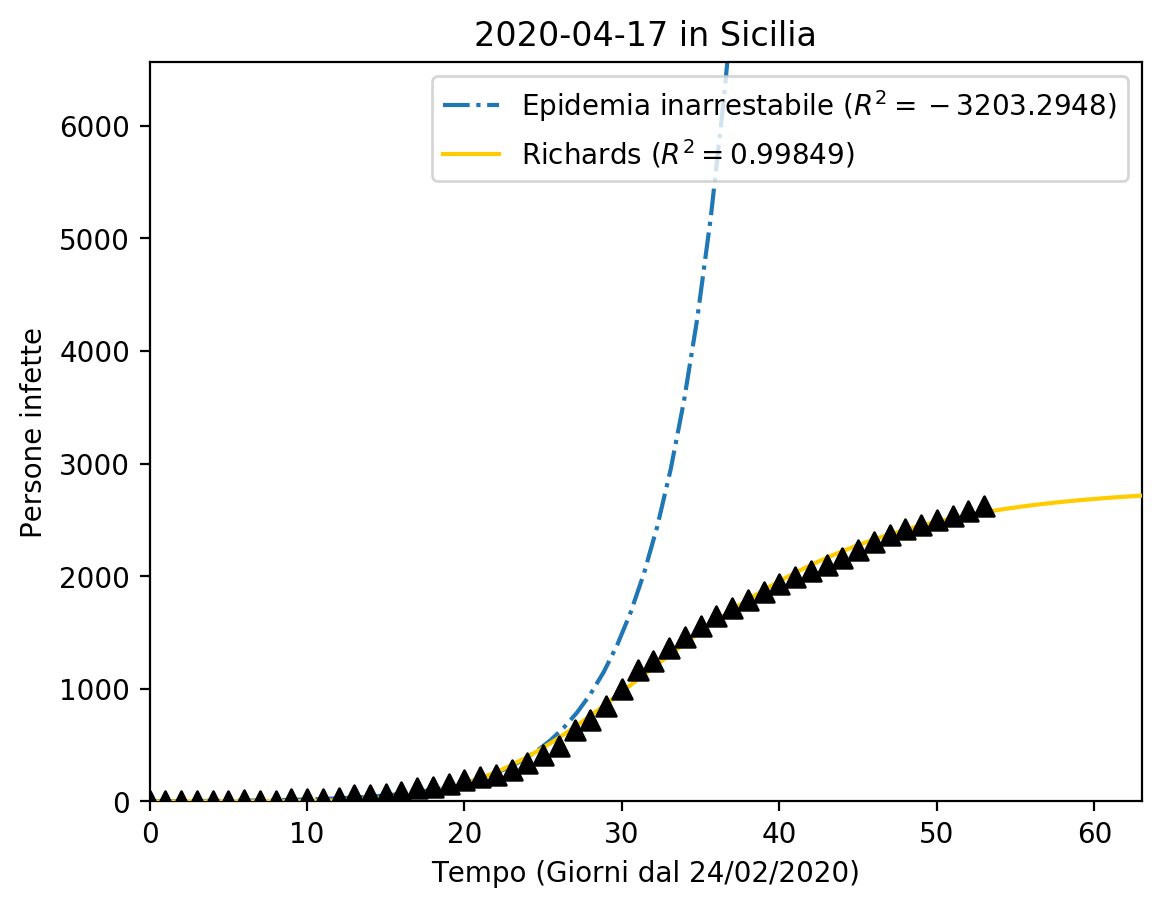 2020-04-17 in Sicilia
Epidemia inarrestabile (R² = −3203.2948)
Richards (R² = 0.99849)
6000
5000
4000
3000
2000
1000
0
Persone infette
0 10 20 30 40 50 60
Tempo (Giorni dal 24/02/2020)